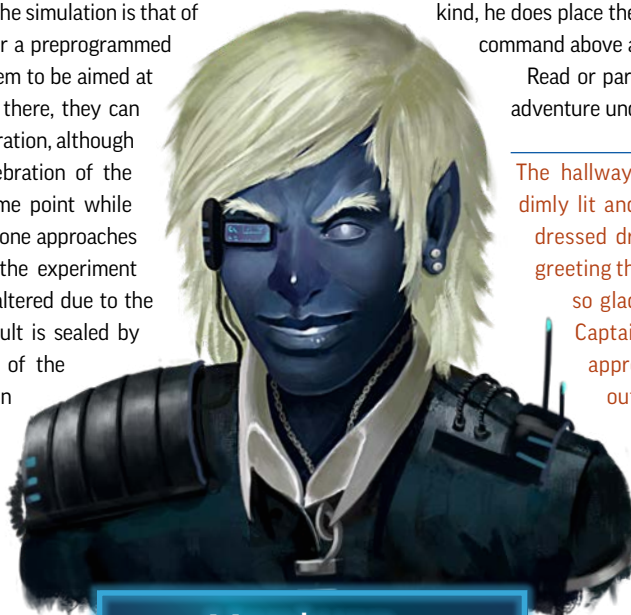 he simulation is that of
r a preprogrammed
em to be aimed at
there, they can
ration, although
ebration of the
me point while
one approaches
the experiment
altered due to the
ult is sealed by
of the
n
kind, he does place the
command above a
Read or par
adventure und
The hallway
dimly lit and
dressed dr
greeting th
so glad
Captai
appr
out